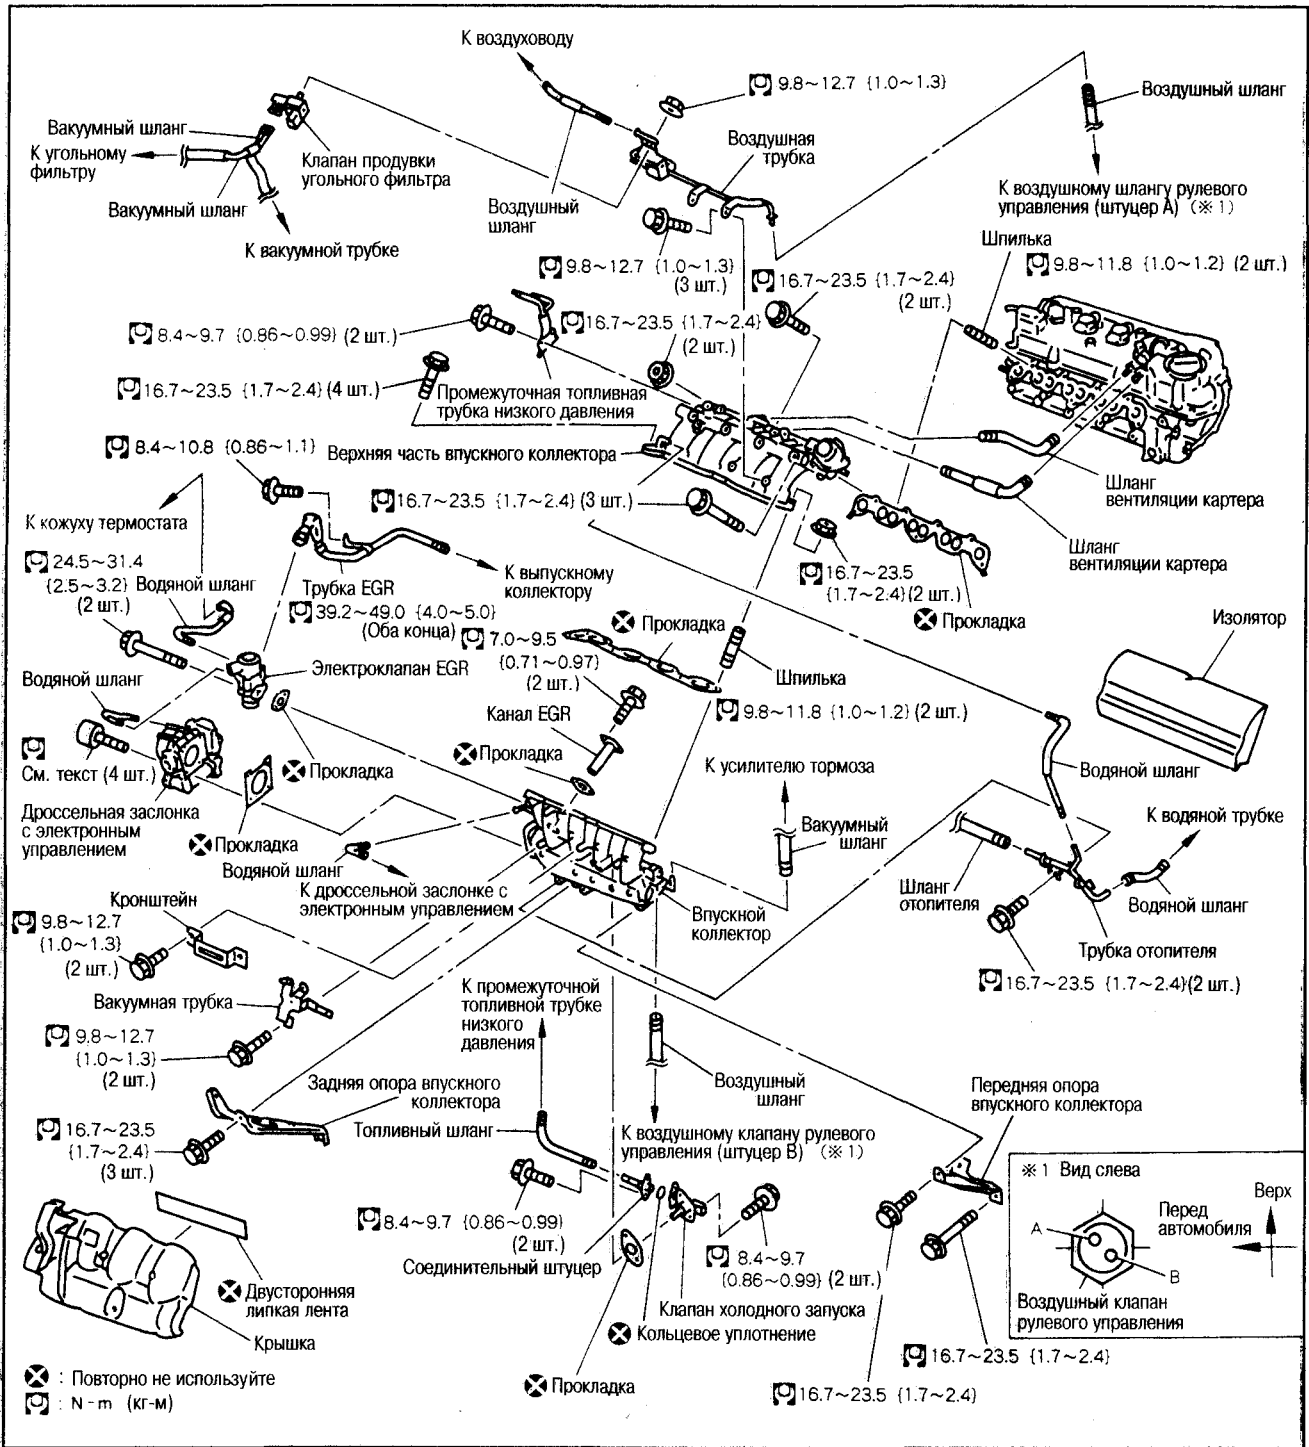 К воздуховоду
9.8~12.7 {1.0~1.3}
Воздушный шланг
Вакуумный шланг
К угольному
фильтру
Клапан продувки
угольного фильтра
Воздушная
трубка
Вакуумный шланг
Воздушный
шланг
К воздушному шлангу рулевого
управления (штуцер А) (※ 1)
К вакуумной трубке
Шпилька
9.8~12.7 {1.0~1.3}
(3 шт.)
16.7~23.5 {1.7~2.4}
(2 шт.)
9.8~11.8 {1.0~1.2} (2 шт.)
8.4~9.7 {0.86~0.99} (2 шт.)
16.7~23.5 {1.7~2.4}
(2 шт.)
16.7~23.5 {1.7~2.4} (4 шт.)
Промежуточная топливная
трубка низкого давления
8.4~10.8 {0.86~1.1}
Верхняя часть впускного коллектора
Шланг
вентиляции картера
16.7~23.5 {1.7~2.4} (3 шт.)
К кожуху термостата
Шланг
вентиляции картера
24.5~31.4
{2.5~3.2}
(2 шт.)
Водяной шланг
Трубка EGR
К выпускному
коллектору
16.7~23.5
{1.7~2.4} (2 шт.)
39.2~49.0 {4.0~5.0}
(Оба конца)
Прокладка
Прокладка
Изолятор
7.0~9.5
{0.71~0.97}
(2 шт.)
Электроклапан EGR
Шпилька
Водяной шланг
9.8~11.8 {1.0~1.2} (2 шт.)
Канал EGR
Прокладка
См. текст (4 шт.)
Прокладка
К усилителю тормоза
Водяной шланг
Дроссельная заслонка
с электронным
управлением
Прокладка
Вакуумный
шланг
К водяной трубке
Водяной шланг
К дроссельной заслонке с
электронным управлением
Шланг
отопителя
Водяной шланг
Кронштейн
Впускной
коллектор
9.8~12.7
{1.0~1.3}
(2 шт.)
Трубка отопителя
16.7~23.5 {1.7~2.4} (2 шт.)
Вакуумная трубка
К промежуточной
топливной трубке
низкого
давления
9.8~12.7
{1.0~1.3}
(2 шт.)
Задняя опора впускного
коллектора
Воздушный
шланг
Передняя опора
впускного коллектора
16.7~23.5
{1.7~2.4}
(3 шт.)
Топливный шланг
К воздушному клапану рулевого
управления (штуцер В) (※ 1)
※ 1 Вид слева
Верх
Перед
автомобиля
A
B
Воздушный клапан
рулевого управления
8.4~9.7 {0.86~0.99}
(2 шт.)
Соединительный штуцер
8.4~9.7
{0.86~0.99} (2 шт.)
Двусторонняя
липкая лента
Клапан холодного запуска
Кольцевое уплотнение
Крышка
16.7~23.5 {1.7~2.4}
Прокладка
16.7~23.5 {1.7~2.4}
: Повторно не используйте
: N-m (кг-м)